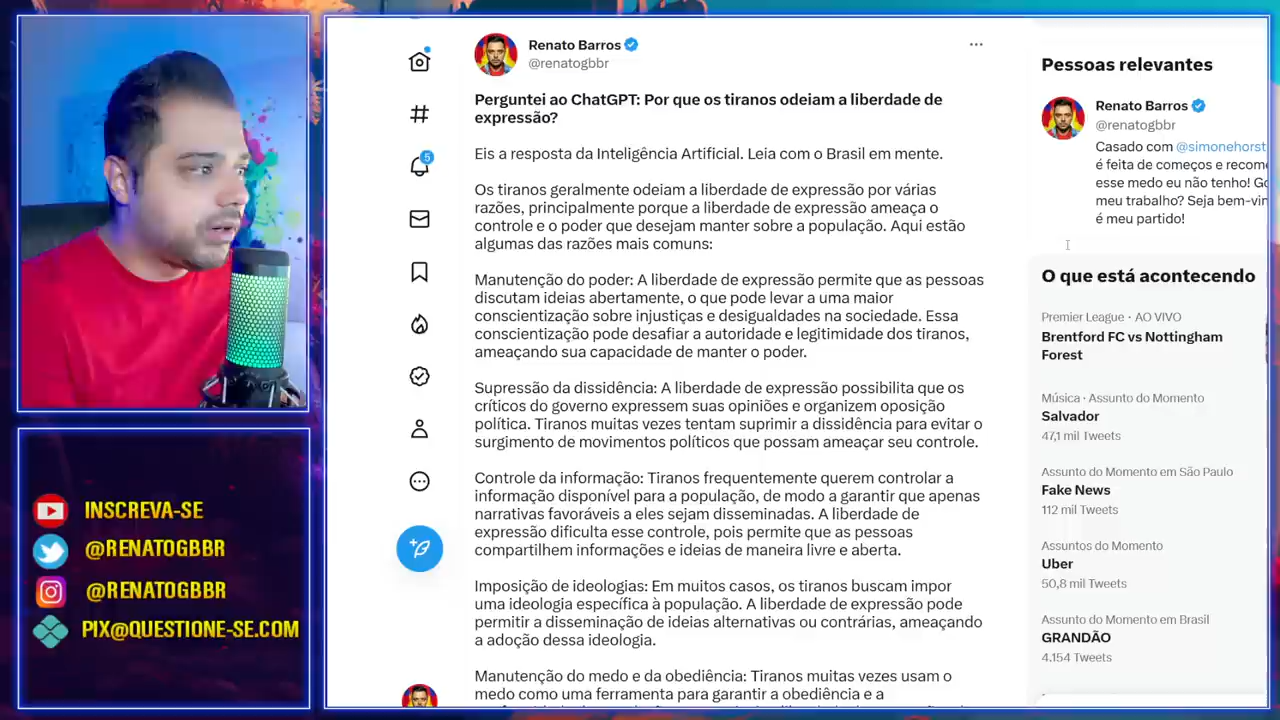 Renato Barros
@renatogbbr
Perguntei ao ChatGPT: Por que os tiranos odeiam a liberdade de
expressão?
Eis a resposta da Inteligência Artificial. Leia com o Brasil em mente.
Os tiranos geralmente odeiam a liberdade de expressão por várias
razões, principalmente porque a liberdade de expressão ameaça o
controle e o poder que desejam manter sobre a população. Aqui estão
algumas das razões mais comuns:
Manutenção do poder: A liberdade de expressão permite que as pessoas
discutam ideias abertamente, o que pode levar a uma maior
conscientização sobre injustiças e desigualdades na sociedade. Essa
conscientização pode desafiar a autoridade e legitimidade dos tiranos,
ameaçando sua capacidade de manter o poder.
Supressão da dissidência: A liberdade de expressão possibilita que os
críticos do governo expressem suas opiniões e organizem oposição
política. Tiranos muitas vezes tentam suprimir a dissidência para evitar o
surgimento de movimentos políticos que possam ameaçar seu controle.
Controle da informação: Tiranos frequentemente querem controlar a
informação disponível para a população, de modo a garantir que apenas
narrativas favoráveis a eles sejam disseminadas. A liberdade de
expressão dificulta esse controle, pois permite que as pessoas
compartilhem informações e ideias de maneira livre e aberta.
Imposição de ideologias: Em muitos casos, os tiranos buscam impor
uma ideologia específica à população. A liberdade de expressão pode
permitir a disseminação de ideias alternativas ou contrárias, ameaçando
a adoção dessa ideologia.
Manutenção do medo e da obediência: Tiranos muitas vezes usam o
medo como uma ferramenta para garantir a obediência e a
5
Pessoas relevantes
Renato Barros
@renatogbbr
Casado com @simonehorst
é feita de começos e recom
esse medo eu não tenho! Go
meu trabalho? Seja bem-vin
é meu partido!
O que está acontecendo
Premier League · AO VIVO
Brentford FC vs Nottingham
Forest
Música · Assunto do Momento
Salvador
47,1 mil Tweets
Assunto do Momento em São Paulo
Fake News
112 mil Tweets
Assuntos do Momento
Uber
50,8 mil Tweets
Assunto do Momento em Brasil
GRANDÃO
4.154 Tweets
INSCREVA-SE
@RENATOGBBR
@RENATOGBBR
PIX@QUESTIONE-SE.COM